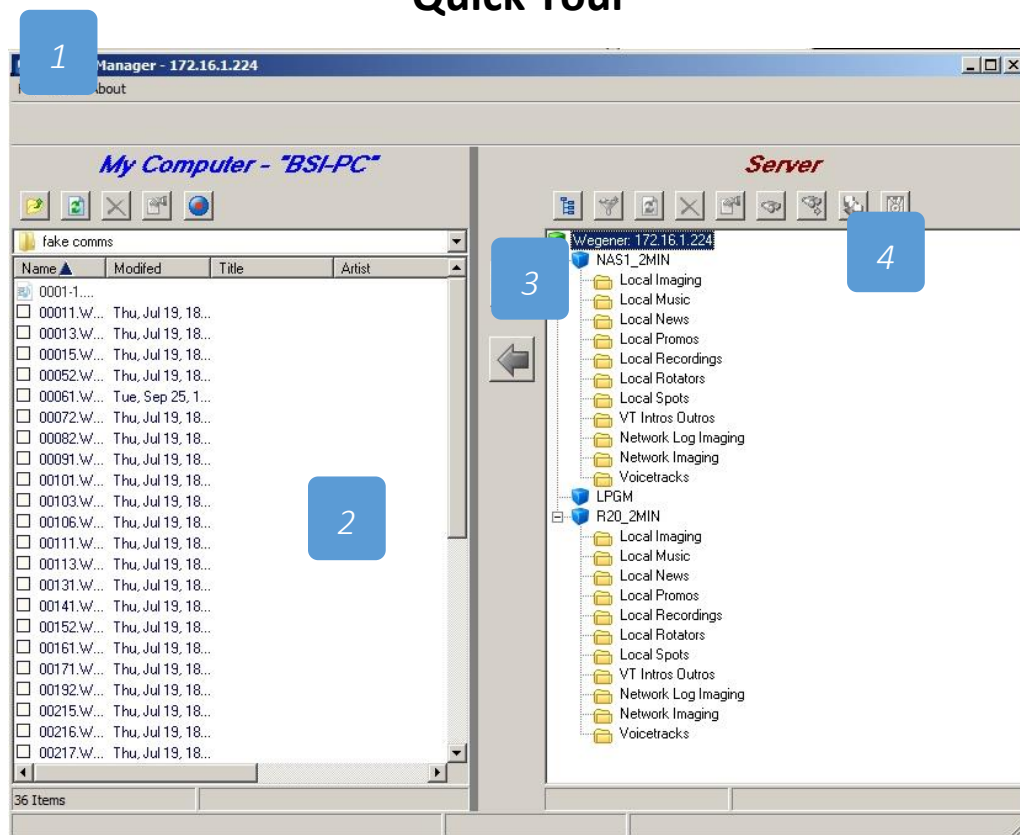 Quick Tour
1
Manager - 172.16.1.224
About
My Computer - "BSI-PC"
Server
fake comms
Name Modifed Title Artist
0001-1....
00011.W... Thu, Jul 19, 18...
00013.W... Thu, Jul 19, 18...
00015.W... Thu, Jul 19, 18...
00052.W... Thu, Jul 19, 18...
00061.W... Tue, Sep 25, 1...
00072.W... Thu, Jul 19, 18...
00082.W... Thu, Jul 19, 18...
00091.W... Thu, Jul 19, 18...
00101.W... Thu, Jul 19, 18...
00103.W... Thu, Jul 19, 18...
00106.W... Thu, Jul 19, 18...
00111.W... Thu, Jul 19, 18...
00113.W... Thu, Jul 19, 18...
00131.W... Thu, Jul 19, 18...
00141.W... Thu, Jul 19, 18...
00152.W... Thu, Jul 19, 18...
00161.W... Thu, Jul 19, 18...
00171.W... Thu, Jul 19, 18...
00192.W... Thu, Jul 19, 18...
00215.W... Thu, Jul 19, 18...
00216.W... Thu, Jul 19, 18...
00217.W... Thu, Jul 19, 18...
36 Items
2
3
4
Wegener: 172.16.1.224
NAS1_2MIN
Local Imaging
Local Music
Local News
Local Promos
Local Recordings
Local Rotators
Local Spots
VT Intros Outros
Network Log Imaging
Network Imaging
Voicetracks
LPGM
R20_2MIN
Local Imaging
Local Music
Local News
Local Promos
Local Recordings
Local Rotators
Local Spots
VT Intros Outros
Network Log Imaging
Network Imaging
Voicetracks